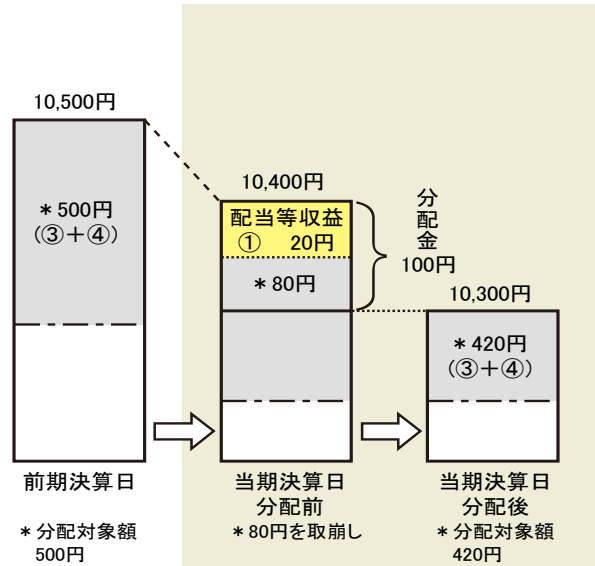 10,500円
＊500円
（③＋④）
前期決算日
＊分配対象額
500円
10,400円
配当等収益
① 20円
＊80円
分配金
100円
当期決算日
分配前
＊80円を取崩し
10,300円
＊420円
（③＋④）
当期決算日
分配後
＊分配対象額
420円